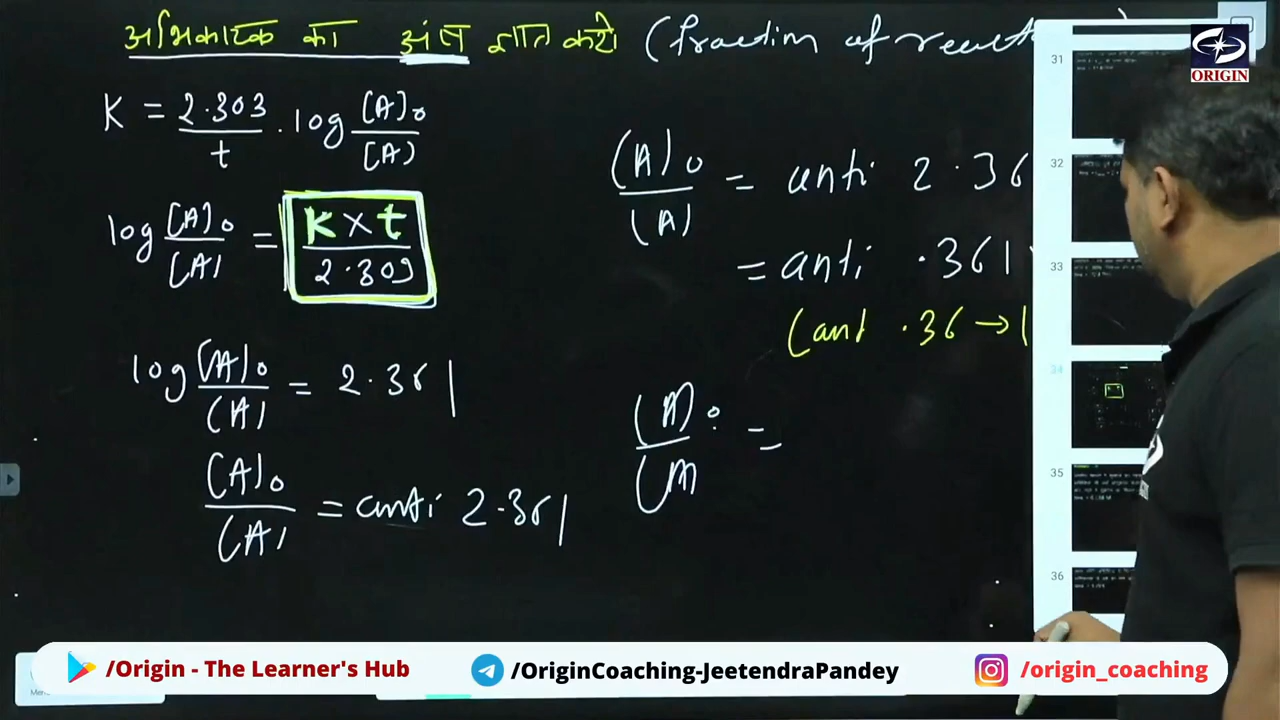 अभिकारक का अंश ज्ञात करो (fraction of react
K = 2.303/t . log [A]₀/[A]
log [A]₀/[A] = K × t/2.303
log [A]₀/[A] = 2.361
[A]₀/[A] = anti 2.361
[A]₀/[A] = anti 2.36
= anti .361
(ant .36 → 1
[A]₀/[A] =
ORIGIN
31
32
33
34
35
36
/Origin - The Learner's Hub
/OriginCoaching-JeetendraPandey
/origin_coaching